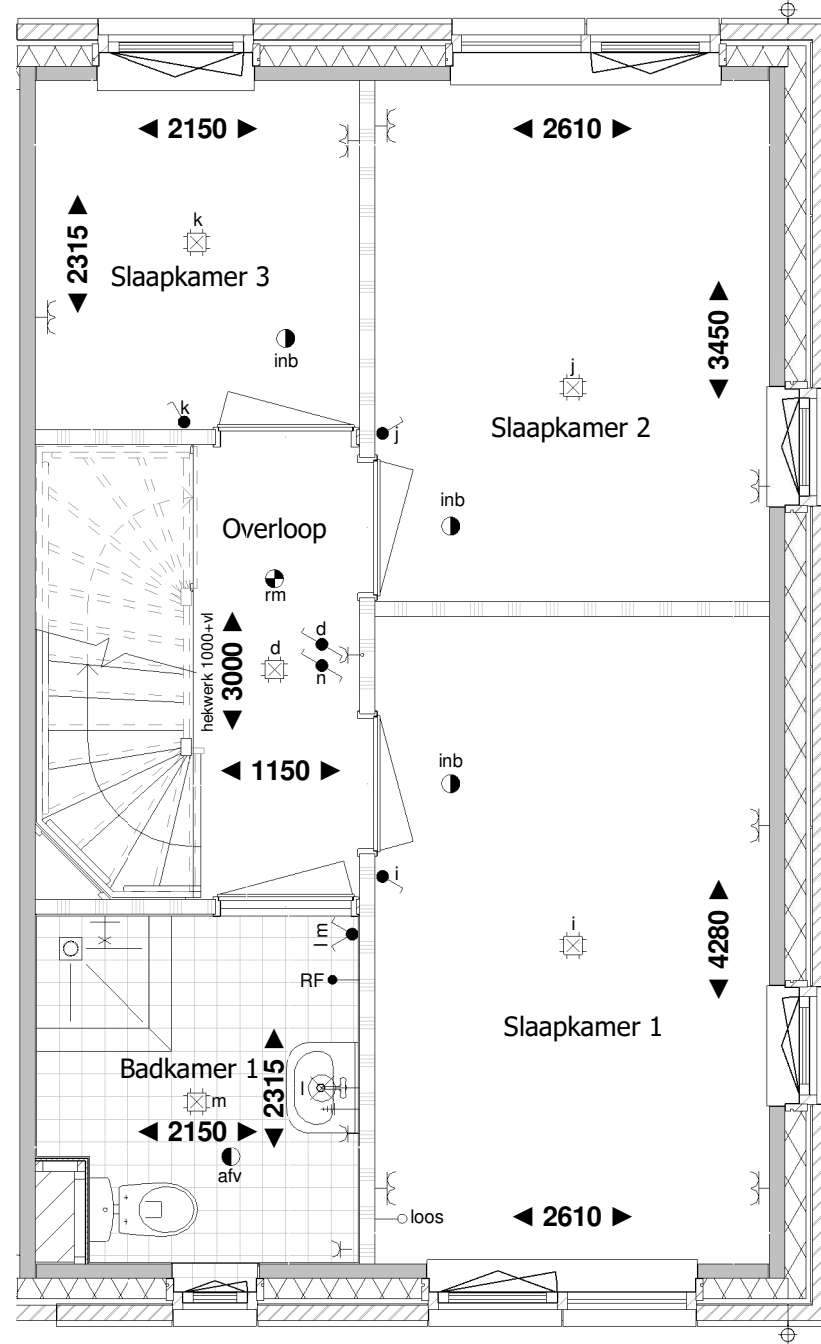 ◄ 2150 ►
◄ 2610 ►
◄ 2315 ►
k
Slaapkamer 3
◄ 3450 ►
inb
j
k
j
Slaapkamer 2
inb
Overloop
rm
hekwerk 1000+vl
◄ 3000 ►
d
d
n
◄ 1150 ►
inb
i
l m
i
◄ 4280 ►
RF
Slaapkamer 1
Badkamer 1
◄ 2315 ►
l
m
◄ 2150 ►
afv
loos
◄ 2610 ►